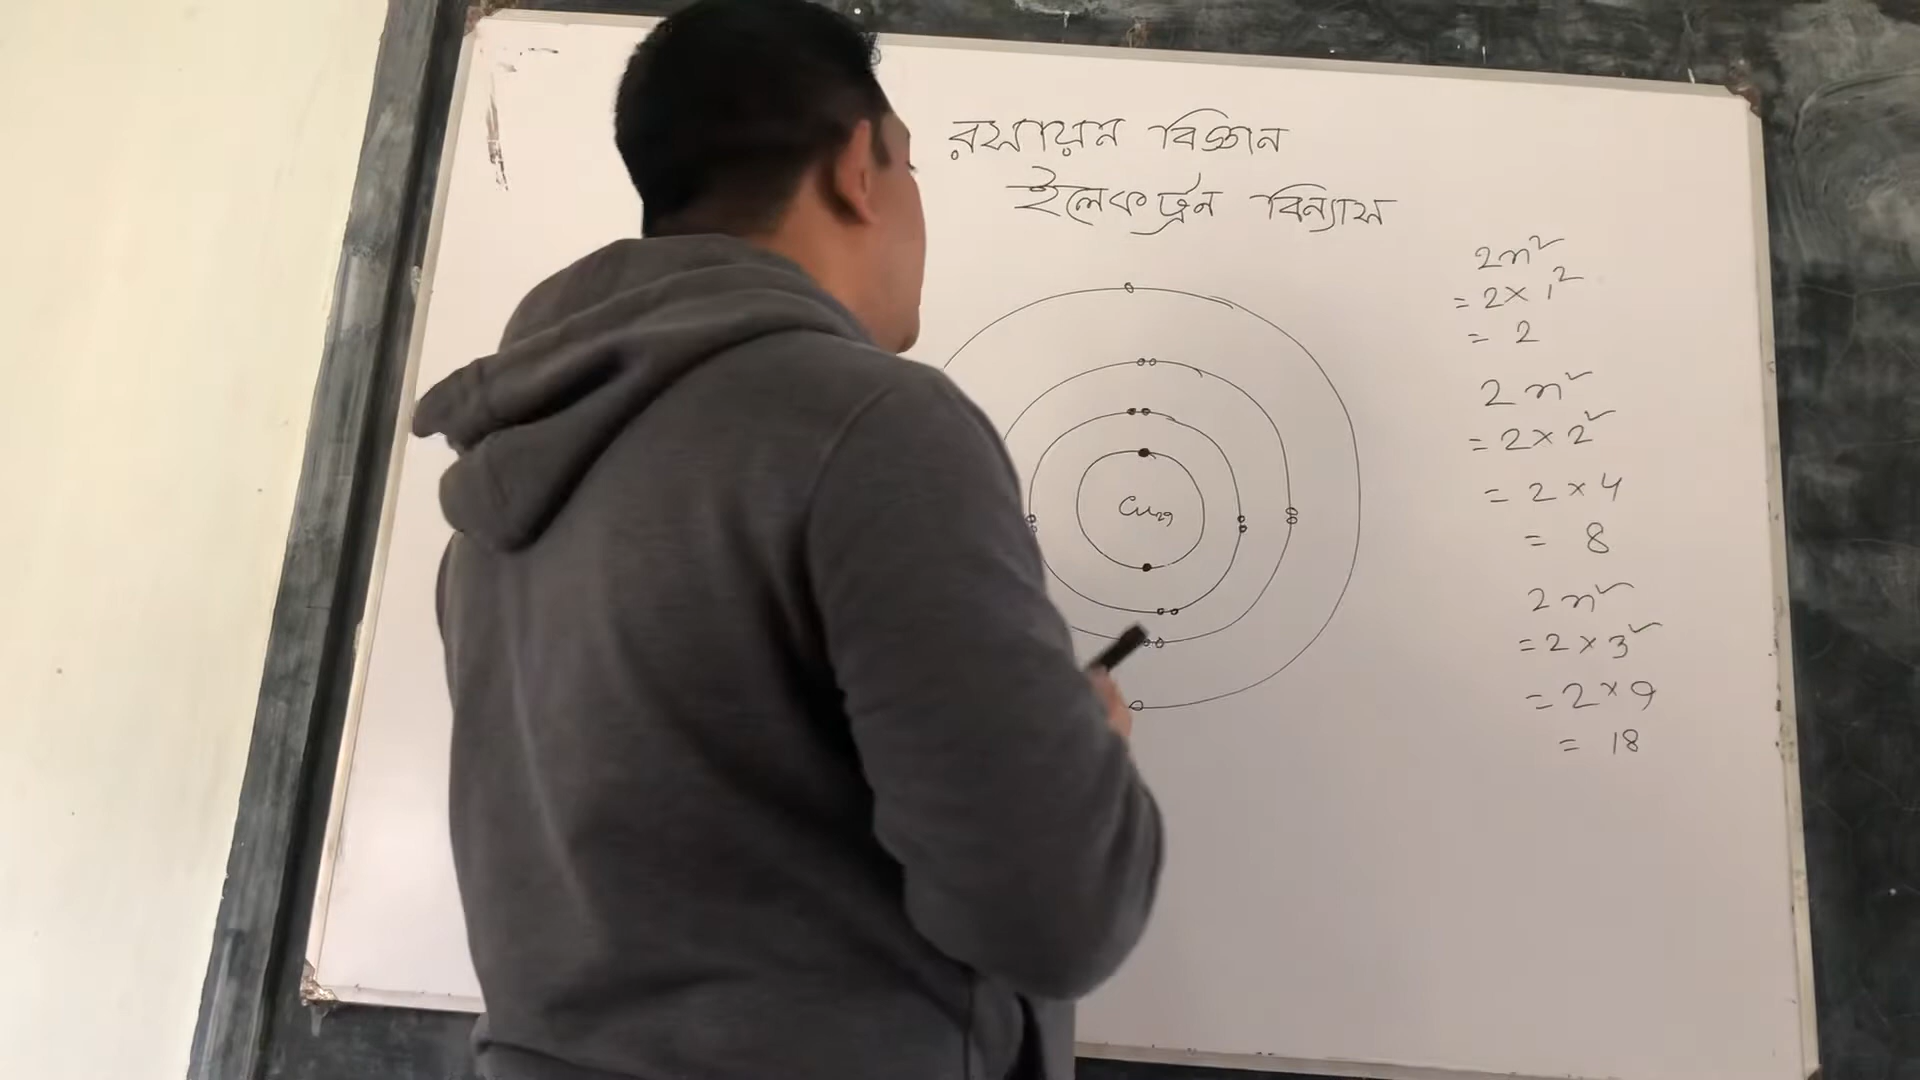 রসায়ন বিজ্ঞান
ইলেকট্রন বিন্যাস
Cu29
2n²
= 2 × 1²
= 2
2n²
= 2 × 2²
= 2 × 4
= 8
2n²
= 2 × 3²
= 2 × 9
= 18